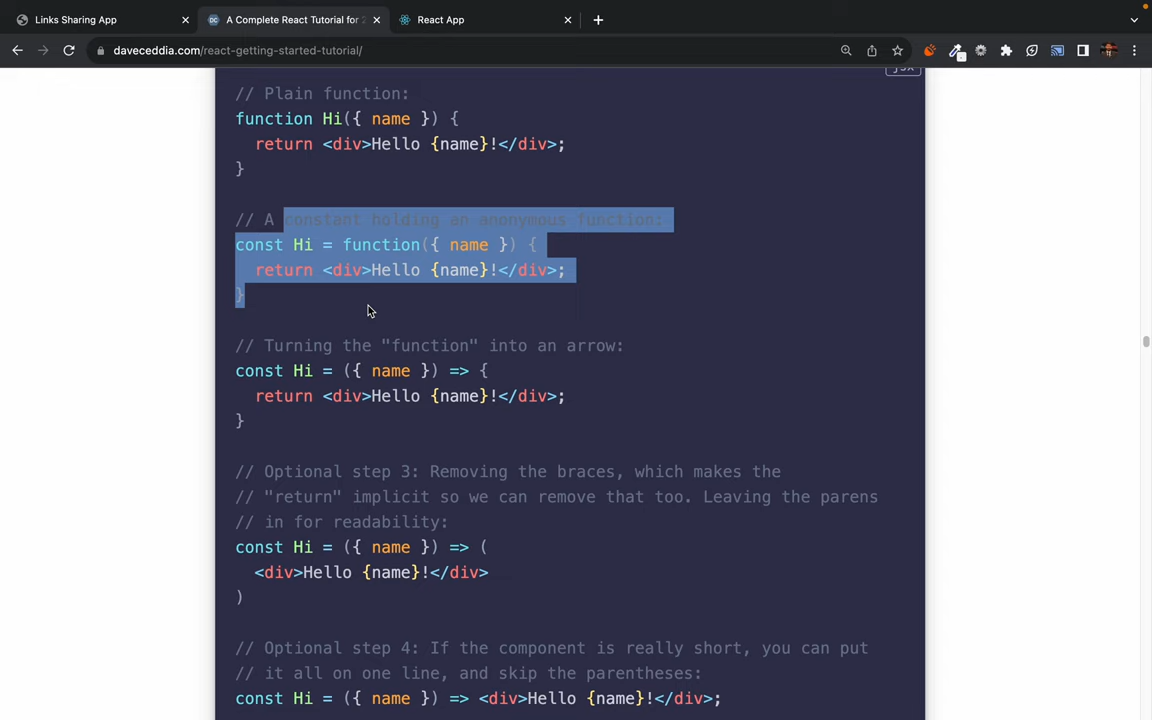 Links Sharing App
A Complete React Tutorial for 2
React App
daveceddia.com/react-getting-started-tutorial/
// Plain function:
function Hi({ name }) {
  return <div>Hello {name}!</div>;
}
// A constant holding an anonymous function:
const Hi = function({ name }) {
  return <div>Hello {name}!</div>;
}
// Turning the "function" into an arrow:
const Hi = ({ name }) => {
  return <div>Hello {name}!</div>;
}
// Optional step 3: Removing the braces, which makes the
// "return" implicit so we can remove that too. Leaving the parens
// in for readability:
const Hi = ({ name }) => (
  <div>Hello {name}!</div>
)
// Optional step 4: If the component is really short, you can put
// it all on one line, and skip the parentheses:
const Hi = ({ name }) => <div>Hello {name}!</div>;